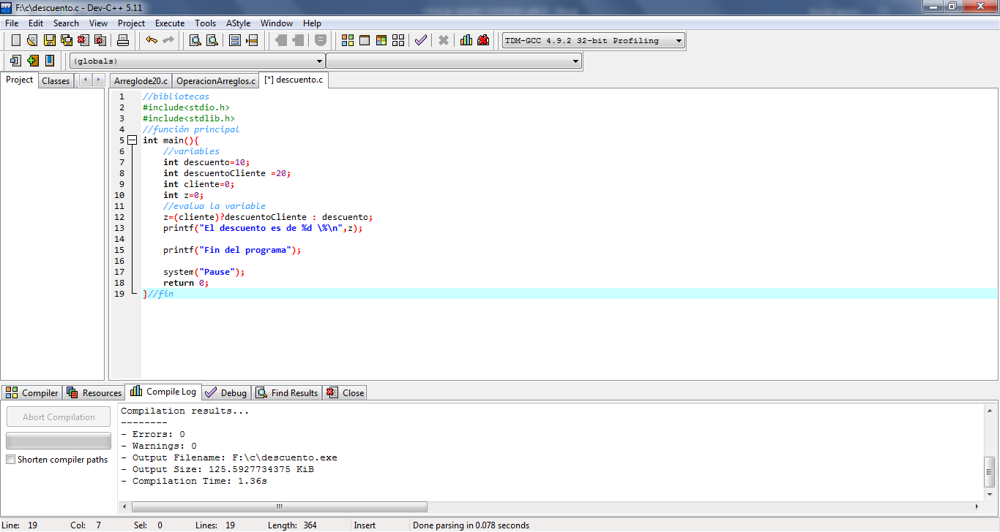 F:\c\descuento.c - Dev-C++ 5.11
File Edit Search View Project Execute Tools AStyle Window Help
TDM-GCC 4.9.2 32-bit Profiling
(globals)
Project Classes
Arreglode20.c OperacionArreglos.c [*] descuento.c
1 //bibliotecas
2 #include<stdio.h>
3 #include<stdlib.h>
4 //función principal
5 int main(){
6 //variables
7 int descuento=10;
8 int descuentoCliente =20;
9 int cliente=0;
10 int z=0;
11 //evalua la variable
12 z=(cliente)?descuentoCliente : descuento;
13 printf("El descuento es de %d \%\n",z);
14
15 printf("Fin del programa");
16
17 system("Pause");
18 return 0;
19 }//fin
Compiler Resources Compile Log Debug Find Results Close
Abort Compilation
Shorten compiler paths
Compilation results...
--------
- Errors: 0
- Warnings: 0
- Output Filename: F:\c\descuento.exe
- Output Size: 125.5927734375 KiB
- Compilation Time: 1.36s
Line: 19 Col: 7 Sel: 0 Lines: 19 Length: 364 Insert Done parsing in 0.078 seconds